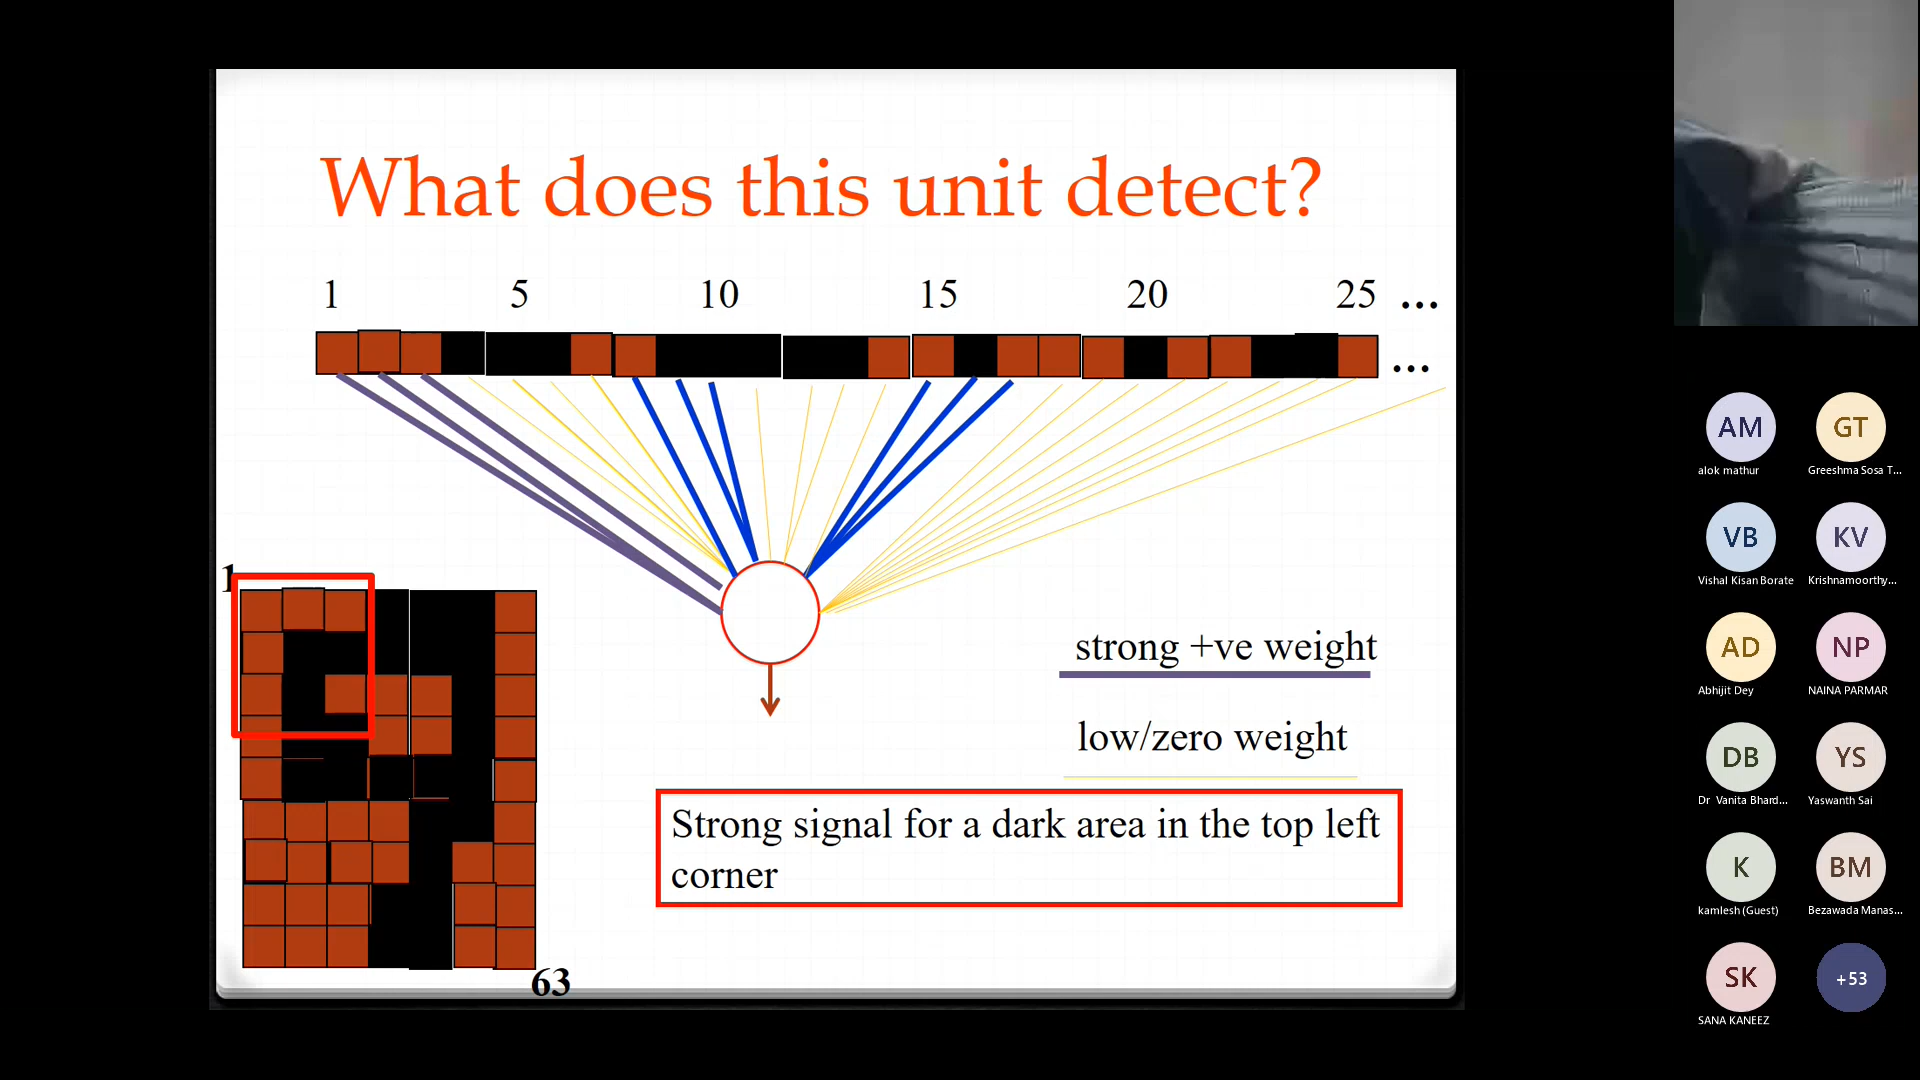 What does this unit detect?
1 5 10 15 20 25 ...
...
1
strong +ve weight
low/zero weight
Strong signal for a dark area in the top left
corner
63
AM GT
alok mathur Greeshma Sosa T...
VB KV
Vishal Kisan Borate Krishnamoorthy...
AD NP
Abhijit Dey NAINA PARMAR
DB YS
Dr Vanita Bhard... Yaswanth Sai
K BM
kamlesh (Guest) Bezawada Manas...
SK +53
SANA KANEEZ